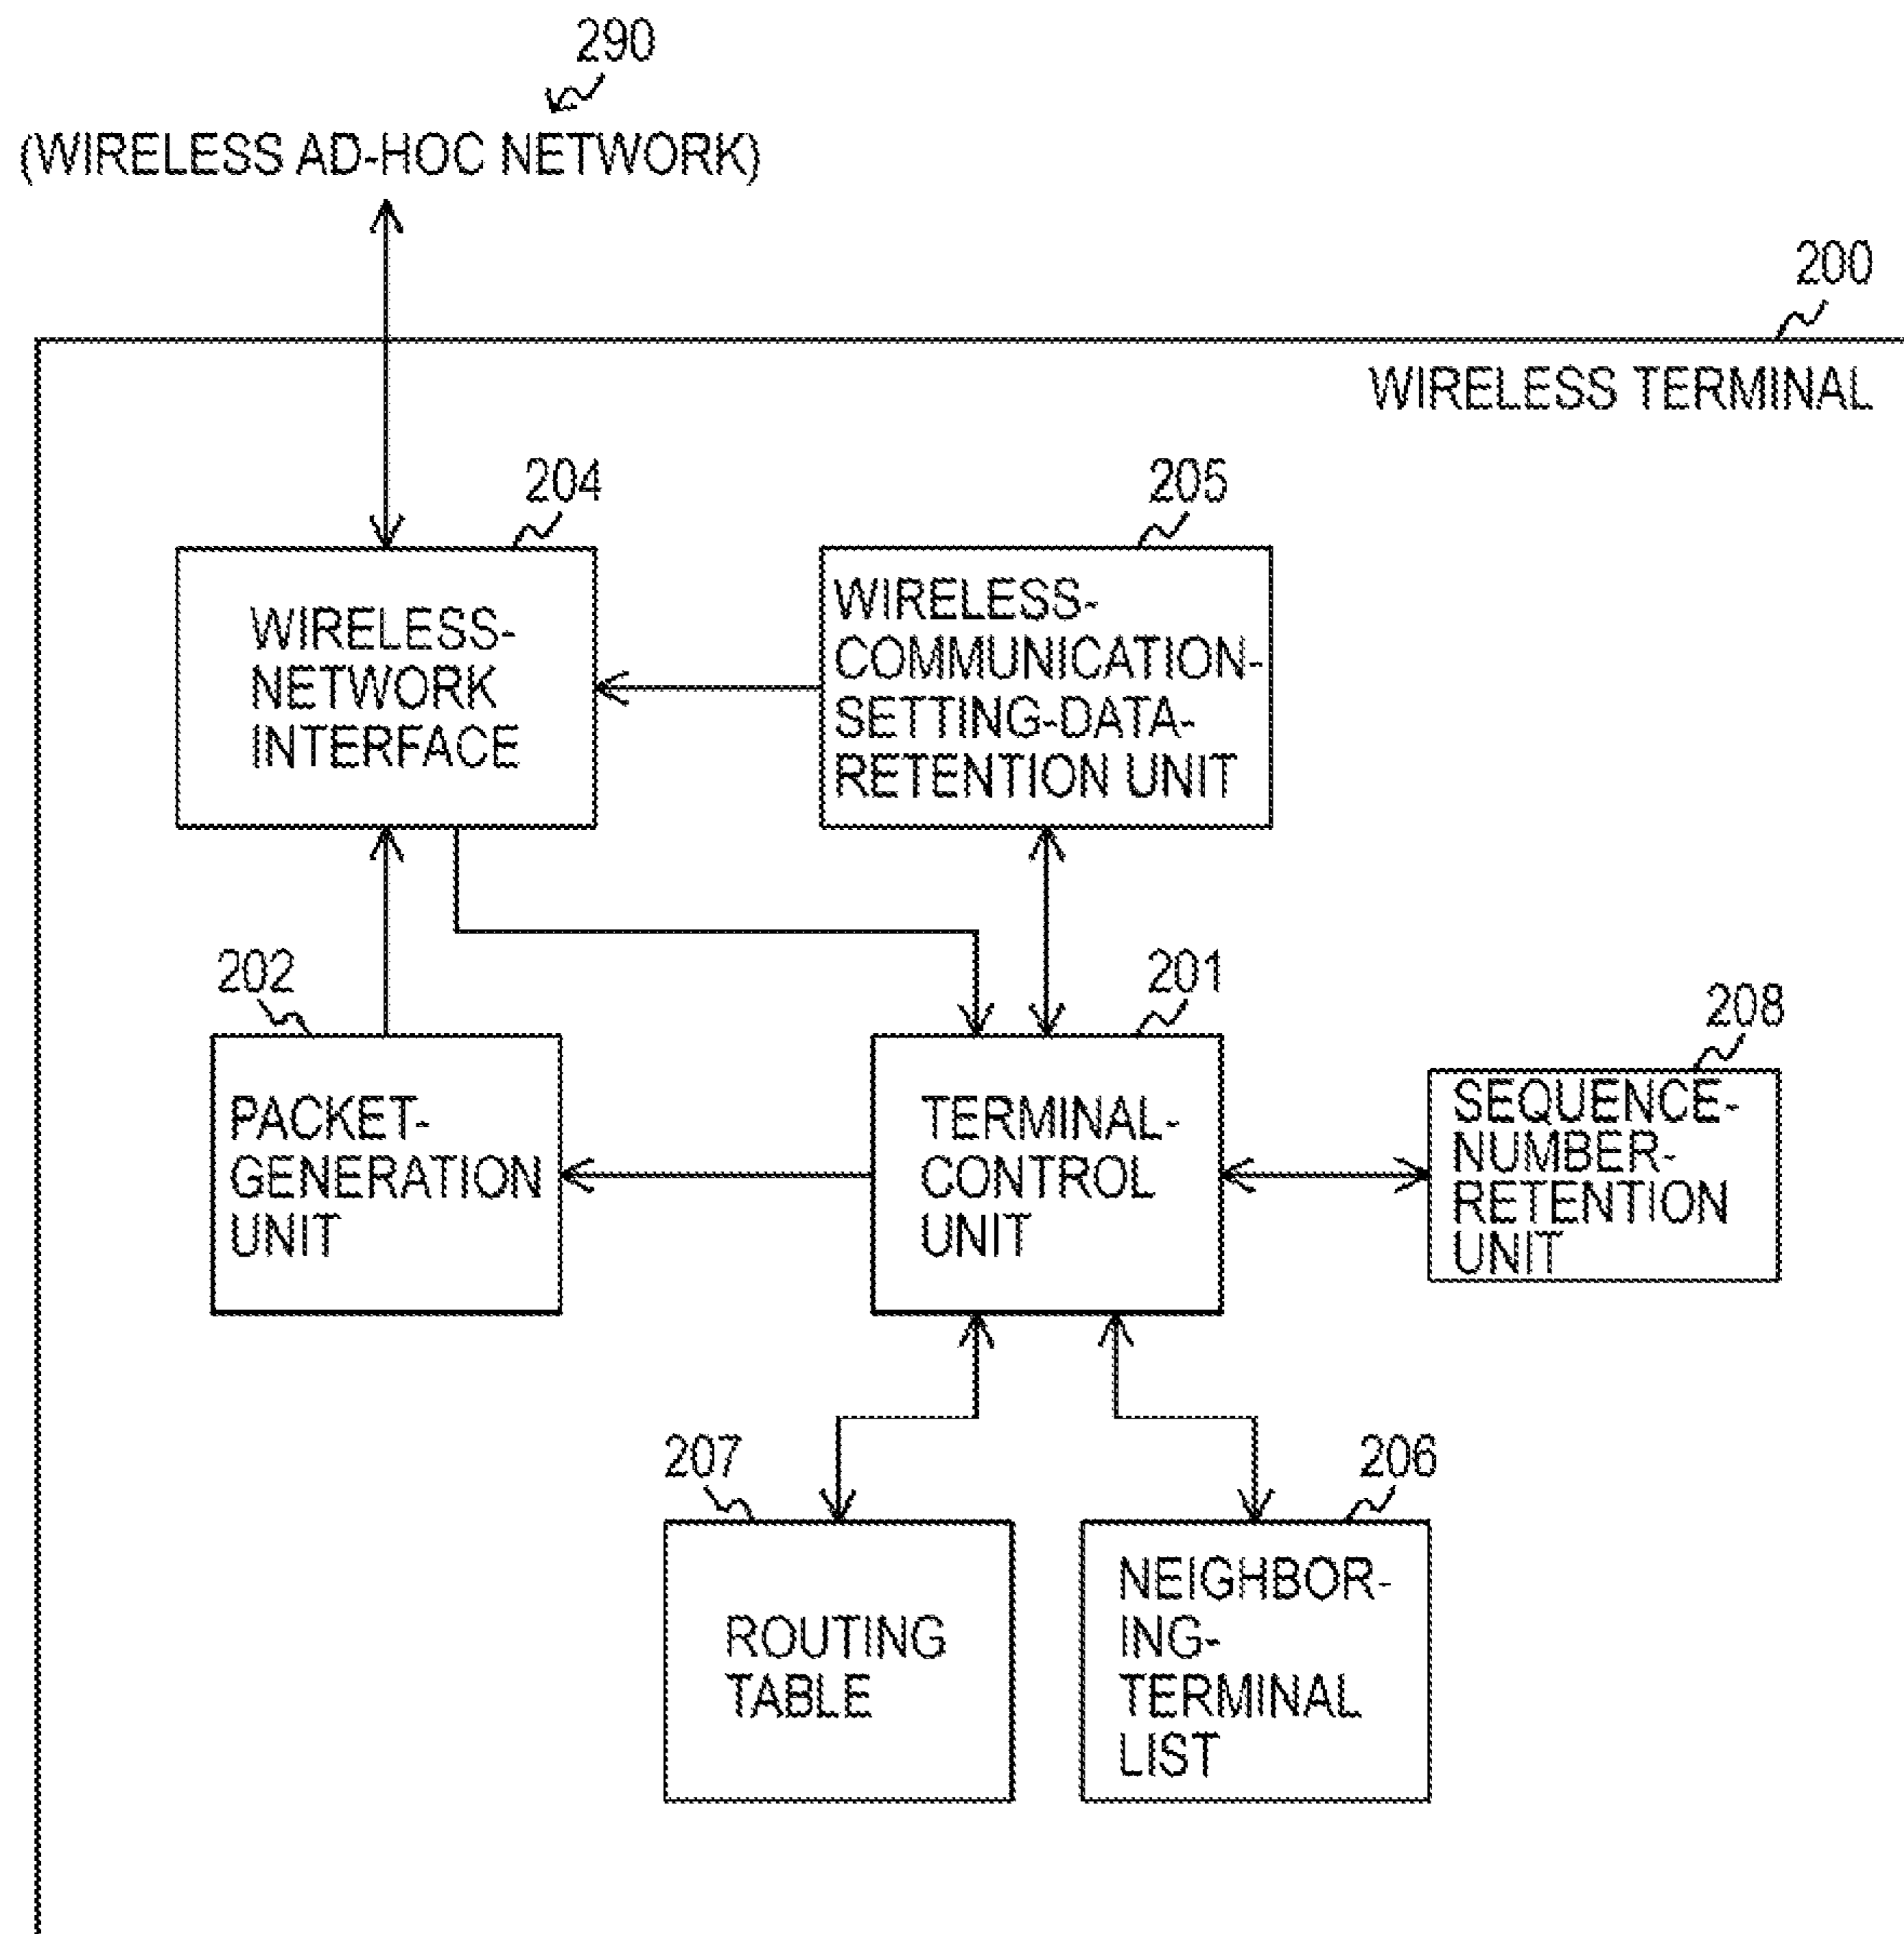 290
(WIRELESS AD-HOC NETWORK)
200
WIRELESS TERMINAL
204
WIRELESS-
NETWORK
INTERFACE
205
WIRELESS-
COMMUNICATION-
SETTING-DATA-
RETENTION UNIT
202
PACKET-
GENERATION
UNIT
201
TERMINAL-
CONTROL
UNIT
208
SEQUENCE-
NUMBER-
RETENTION
UNIT
207
ROUTING
TABLE
206
NEIGHBOR-
ING-
TERMINAL
LIST